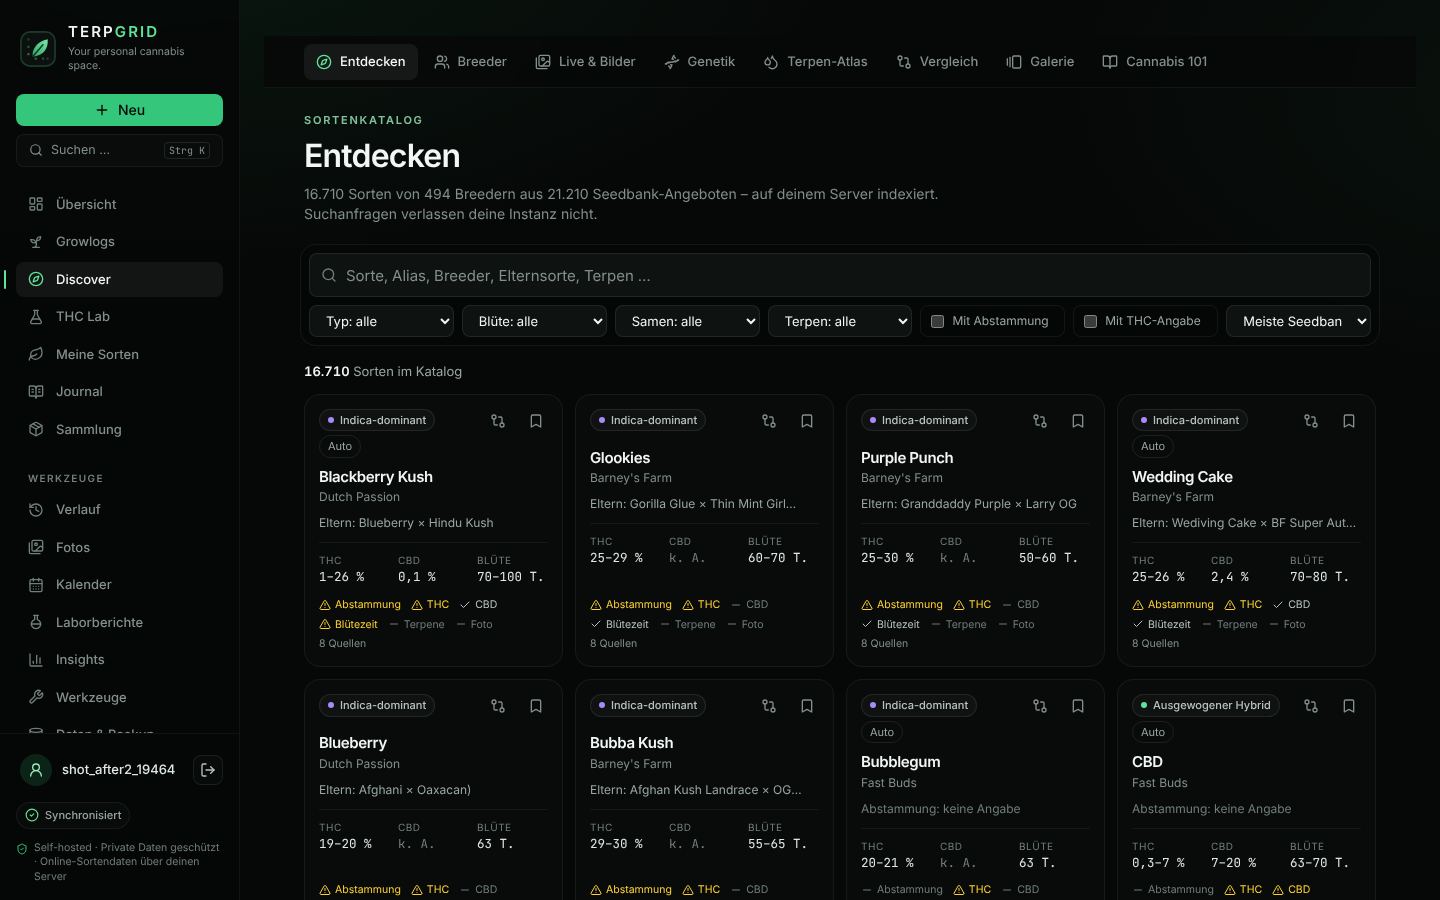 TERPGRID
Your personal cannabis
space.
Neu
Suchen ... Strg K
Übersicht
Growlogs
Discover
THC Lab
Meine Sorten
Journal
Sammlung
WERKZEUGE
Verlauf
Fotos
Kalender
Laborberichte
Insights
Werkzeuge
shot_after2_19464
Synchronisiert
Self-hosted · Private Daten geschützt
· Online-Sortendaten über deinen
Server
Entdecken Breeder Live & Bilder Genetik Terpen-Atlas Vergleich Galerie Cannabis 101
SORTENKATALOG
Entdecken
16.710 Sorten von 494 Breedern aus 21.210 Seedbank-Angeboten – auf deinem Server indexiert.
Suchanfragen verlassen deine Instanz nicht.
Sorte, Alias, Breeder, Elternsorte, Terpen ...
Typ: alle Blüte: alle Samen: alle Terpen: alle Mit Abstammung Mit THC-Angabe Meiste Seedban
16.710 Sorten im Katalog
Indica-dominant
Auto
Blackberry Kush
Dutch Passion
Eltern: Blueberry × Hindu Kush
THC CBD BLÜTE
1–26 % 0,1 % 70–100 T.
Abstammung THC CBD
Blütezeit Terpene Foto
8 Quellen
Indica-dominant
Glookies
Barney's Farm
Eltern: Gorilla Glue × Thin Mint Girl...
THC CBD BLÜTE
25–29 % k. A. 60–70 T.
Abstammung THC CBD
Blütezeit Terpene Foto
8 Quellen
Indica-dominant
Purple Punch
Barney's Farm
Eltern: Granddaddy Purple × Larry OG
THC CBD BLÜTE
25–30 % k. A. 50–60 T.
Abstammung THC CBD
Blütezeit Terpene Foto
8 Quellen
Indica-dominant
Auto
Wedding Cake
Barney's Farm
Eltern: Wediving Cake × BF Super Aut...
THC CBD BLÜTE
25–26 % 2,4 % 70–80 T.
Abstammung THC CBD
Blütezeit Terpene Foto
8 Quellen
Indica-dominant
Blueberry
Dutch Passion
Eltern: Afghani × Oaxacan)
THC CBD BLÜTE
19–20 % k. A. 63 T.
Abstammung THC CBD
Indica-dominant
Bubba Kush
Barney's Farm
Eltern: Afghan Kush Landrace × OG...
THC CBD BLÜTE
29–30 % k. A. 55–65 T.
Abstammung THC CBD
Indica-dominant
Auto
Bubblegum
Fast Buds
Abstammung: keine Angabe
THC CBD BLÜTE
20–21 % k. A. 63 T.
Abstammung THC CBD
Ausgewogener Hybrid
Auto
CBD
Fast Buds
Abstammung: keine Angabe
THC CBD BLÜTE
0,3–7 % 7–20 % 63–70 T.
Abstammung THC CBD